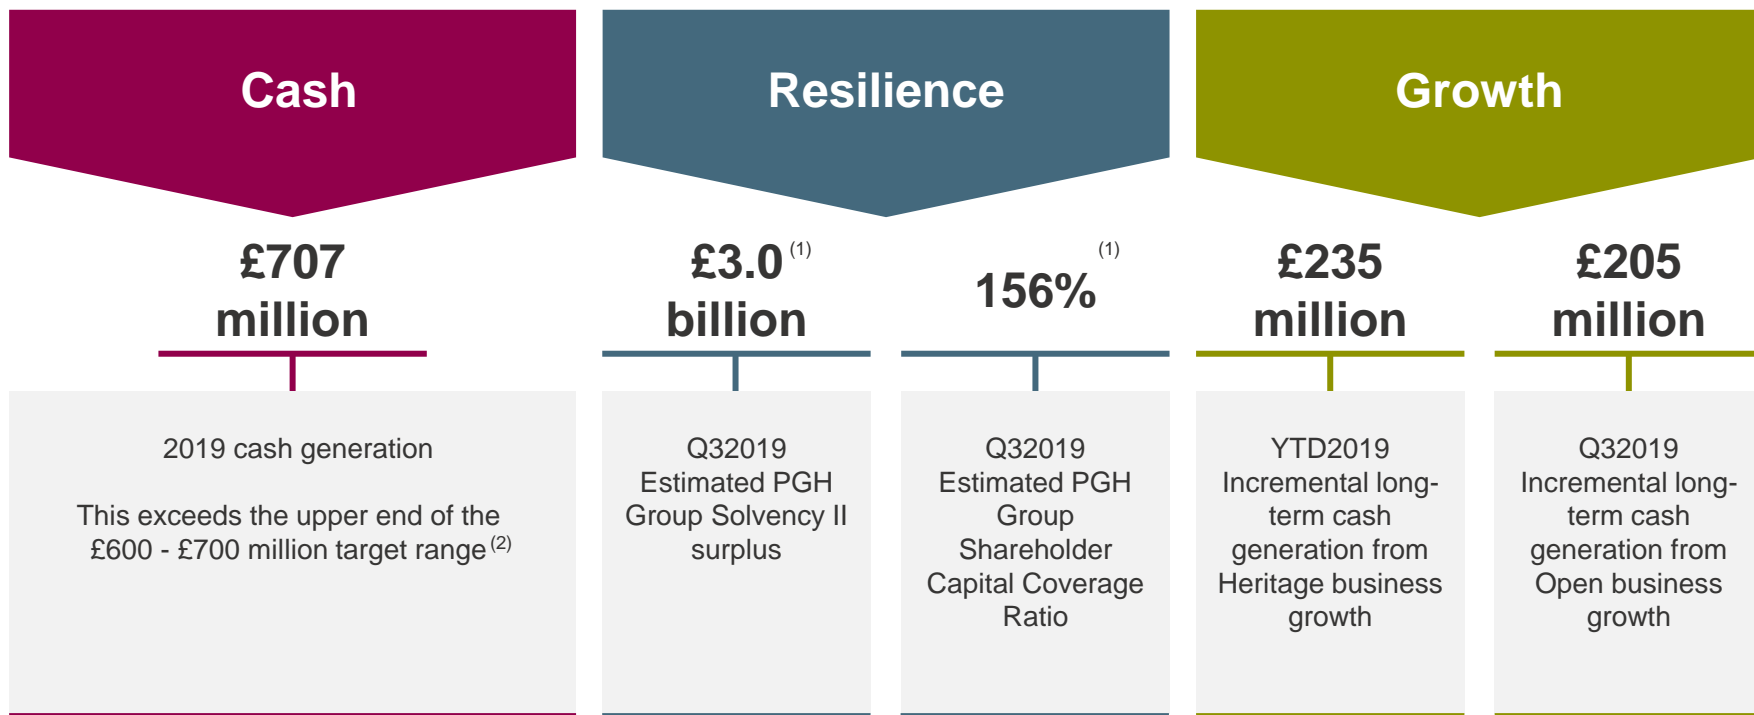 Cash
£707
million
2019 cash generation
This exceeds the upper end of the
£600 - £700 million target range (2)
Resilience
£3.0 (1)
billion
Q32019
Estimated PGH
Group Solvency II
surplus
156% (1)
Q32019
Estimated PGH
Group
Shareholder
Capital Coverage
Ratio
Growth
£235
million
YTD2019
Incremental long-
term cash
generation from
Heritage business
growth
£205
million
Q32019
Incremental long-
term cash
generation from
Open business
growth